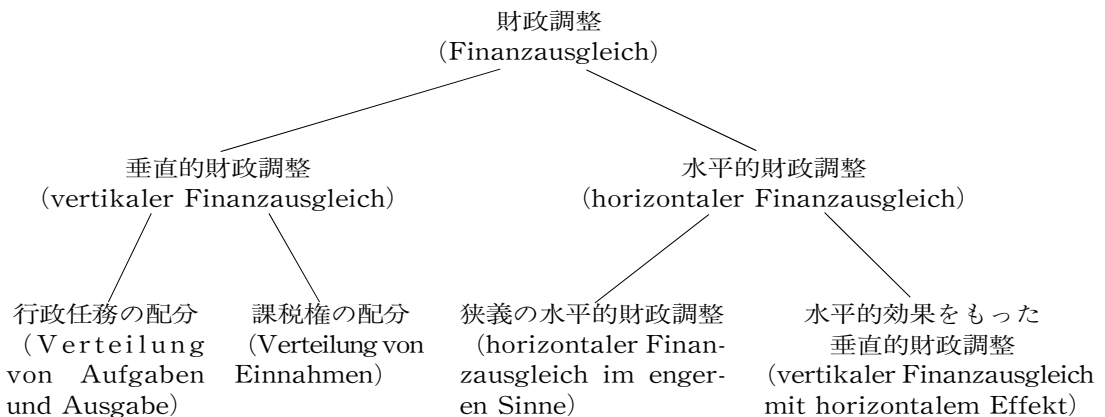 財政調整
(Finanzausgleich)
垂直的財政調整
(vertikaler Finanzausgleich)
水平的財政調整
(horizontaler Finanzausgleich)
行政任務の配分
(Verteilung
von Aufgaben
und Ausgabe)
課税権の配分
(Verteilung von
Einnahmen)
狭義の水平的財政調整
(horizontaler Finan-
zausgleich im enger-
en Sinne)
水平的効果をもった
垂直的財政調整
(vertikaler Finanzausgleich
mit horizontalem Effekt)